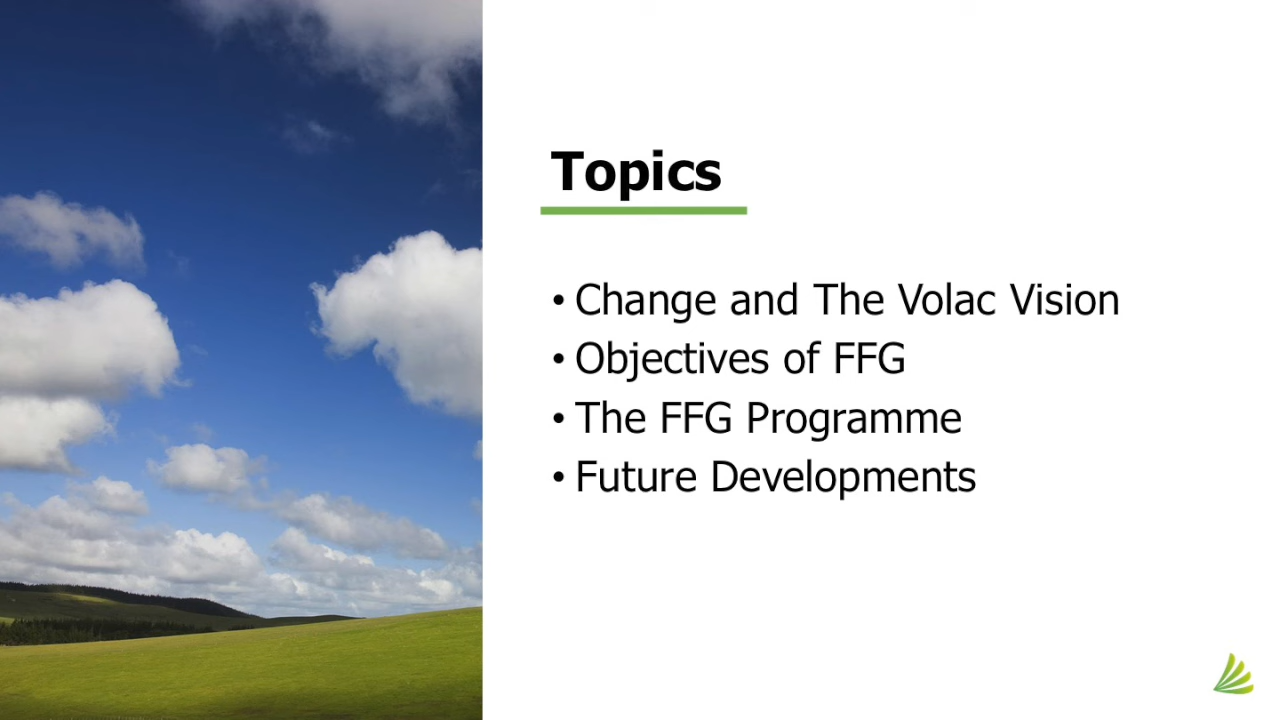 Topics
• Change and The Volac Vision
• Objectives of FFG
• The FFG Programme
• Future Developments